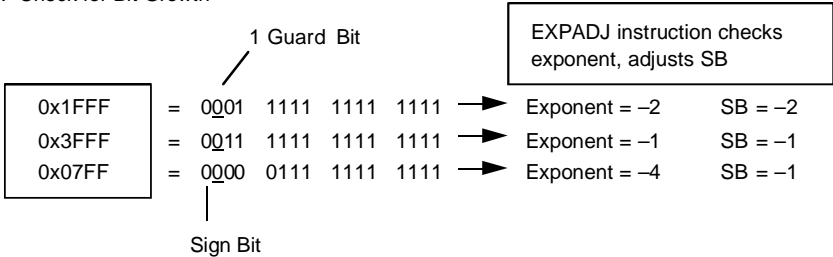 1 Guard Bit
EXPADJ instruction checks
exponent, adjusts SB
0x1FFF = 0001 1111 1111 1111 Exponent = –2 SB = –2
0x3FFF = 0011 1111 1111 1111 Exponent = –1 SB = –1
0x07FF = 0000 0111 1111 1111 Exponent = –4 SB = –1
Sign Bit